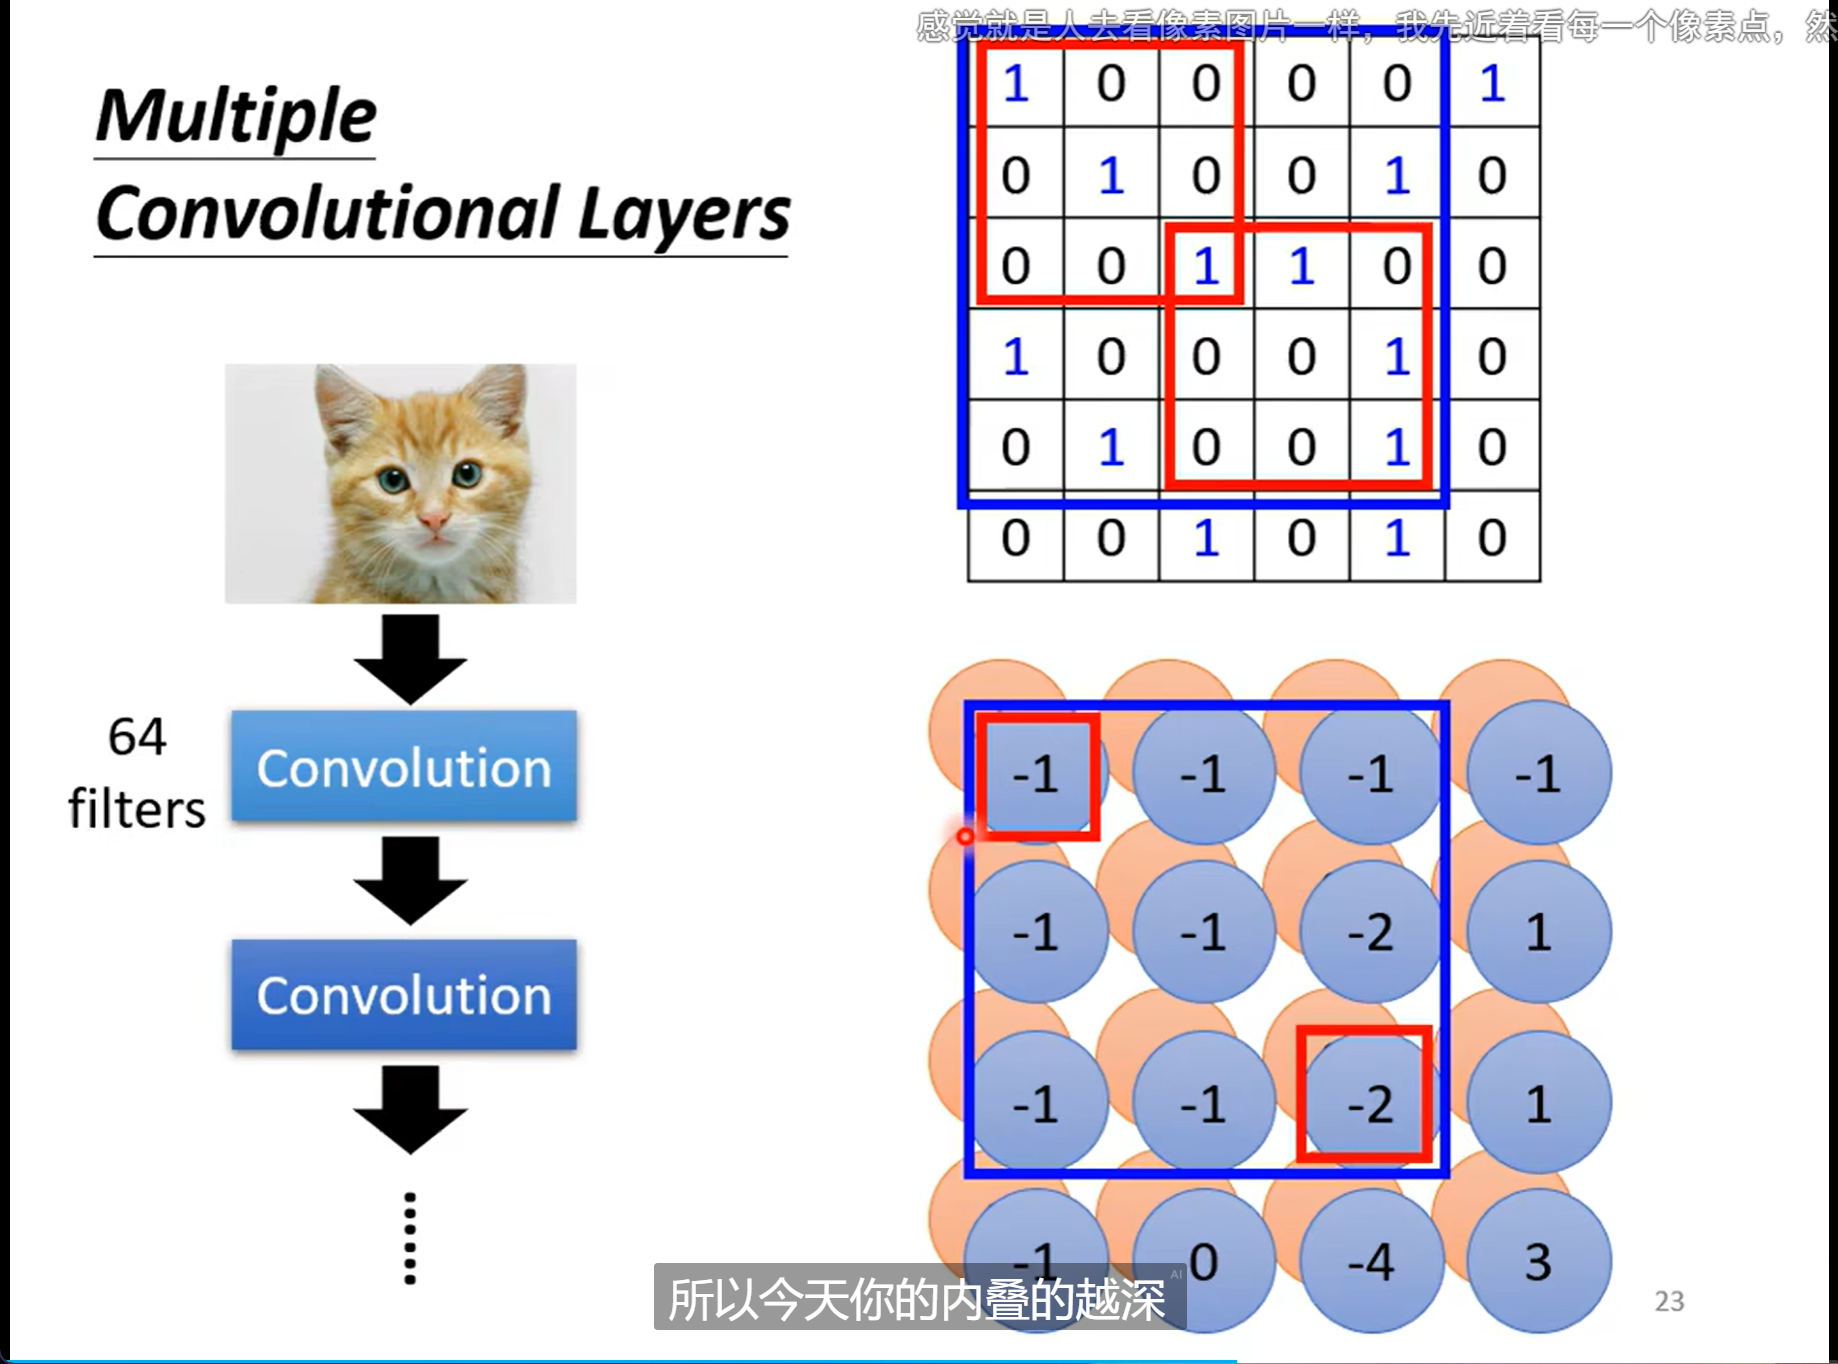 感觉就是人去看像素图片一样，我先近着看每一个像素点，然
Multiple
Convolutional Layers
1 0 0 0 0 1
0 1 0 0 1 0
0 0 1 1 0 0
1 0 0 0 1 0
0 1 0 0 1 0
0 0 1 0 1 0
64
filters
Convolution
Convolution
-1 -1 -1 -1
-1 -1 -2 1
-1 -1 -2 1
-1 0 -4 3
AI
所以今天你的内叠的越深
23